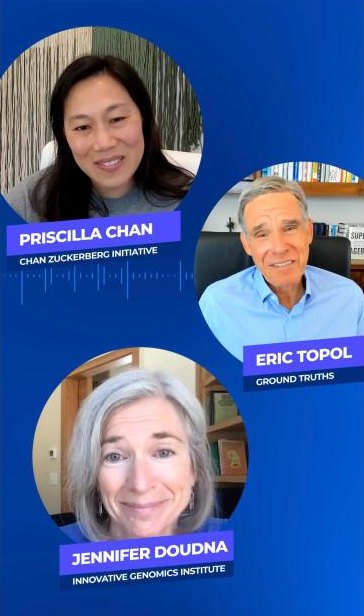 PRISCILLA CHAN
CHAN ZUCKERBERG INITIATIVE
ERIC TOPOL
GROUND TRUTHS
JENNIFER DOUDNA
INNOVATIVE GENOMICS INSTITUTE